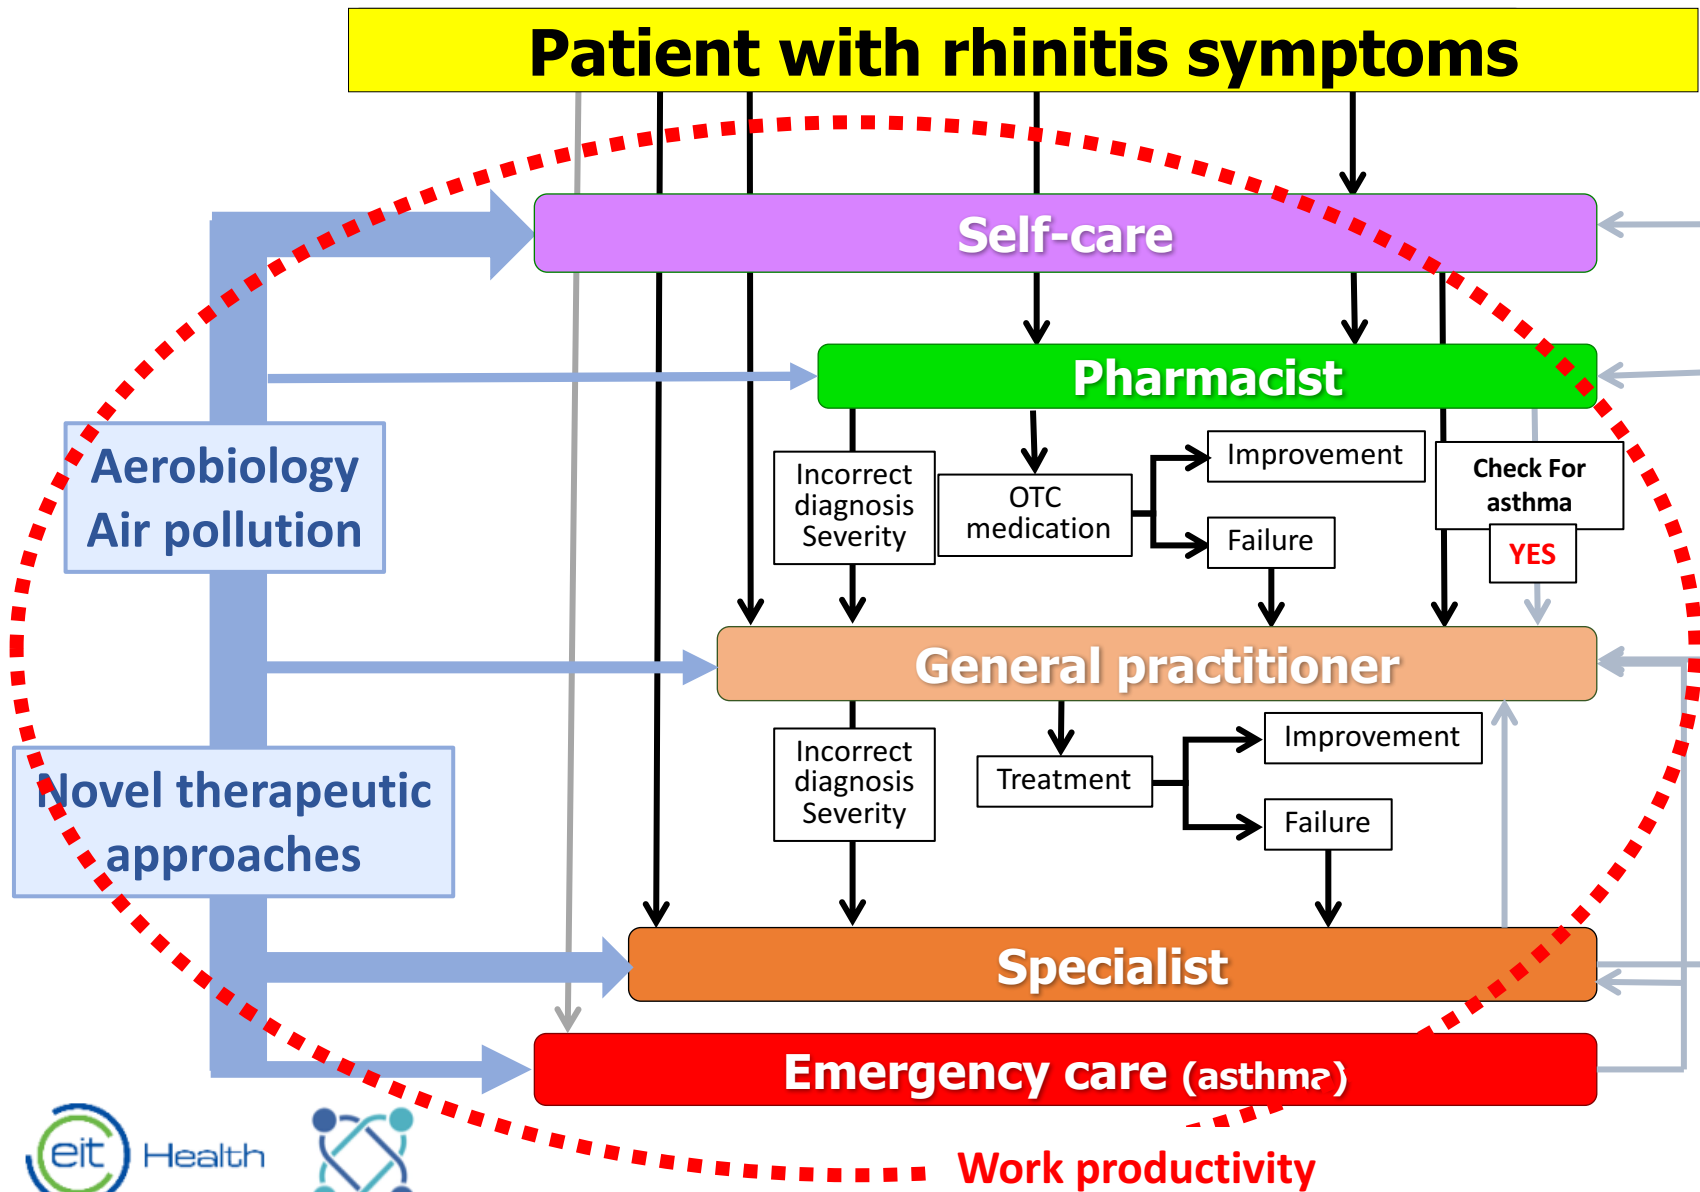 Patient with rhinitis symptoms
Self-care
Pharmacist
Aerobiology
Air pollution
Incorrect
diagnosis
Severity
OTC
medication
Improvement
Failure
Check For
asthma
YES
General practitioner
Incorrect
diagnosis
Severity
Treatment
Improvement
Failure
Novel therapeutic
approaches
Specialist
Emergency care (asthma)
eit Health
Work productivity